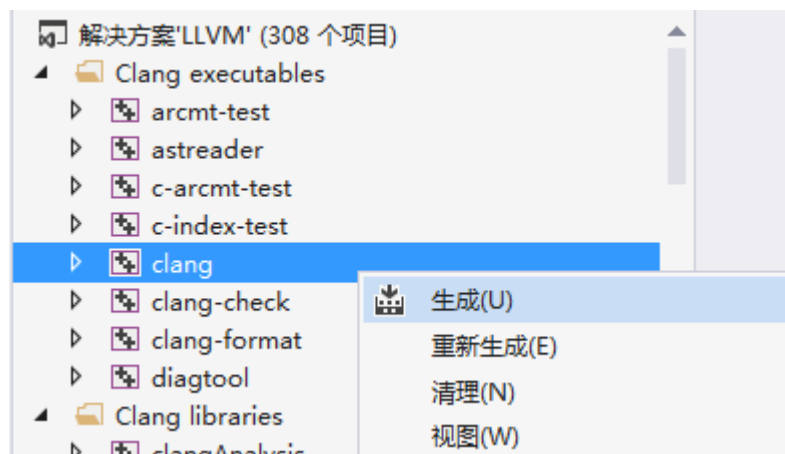 解决方案'LLVM' (308 个项目)
Clang executables
arcmt-test
astreader
c-arcmt-test
c-index-test
clang
clang-check
clang-format
diagtool
Clang libraries
clangAnalysis
生成(U)
重新生成(E)
清理(N)
视图(W)